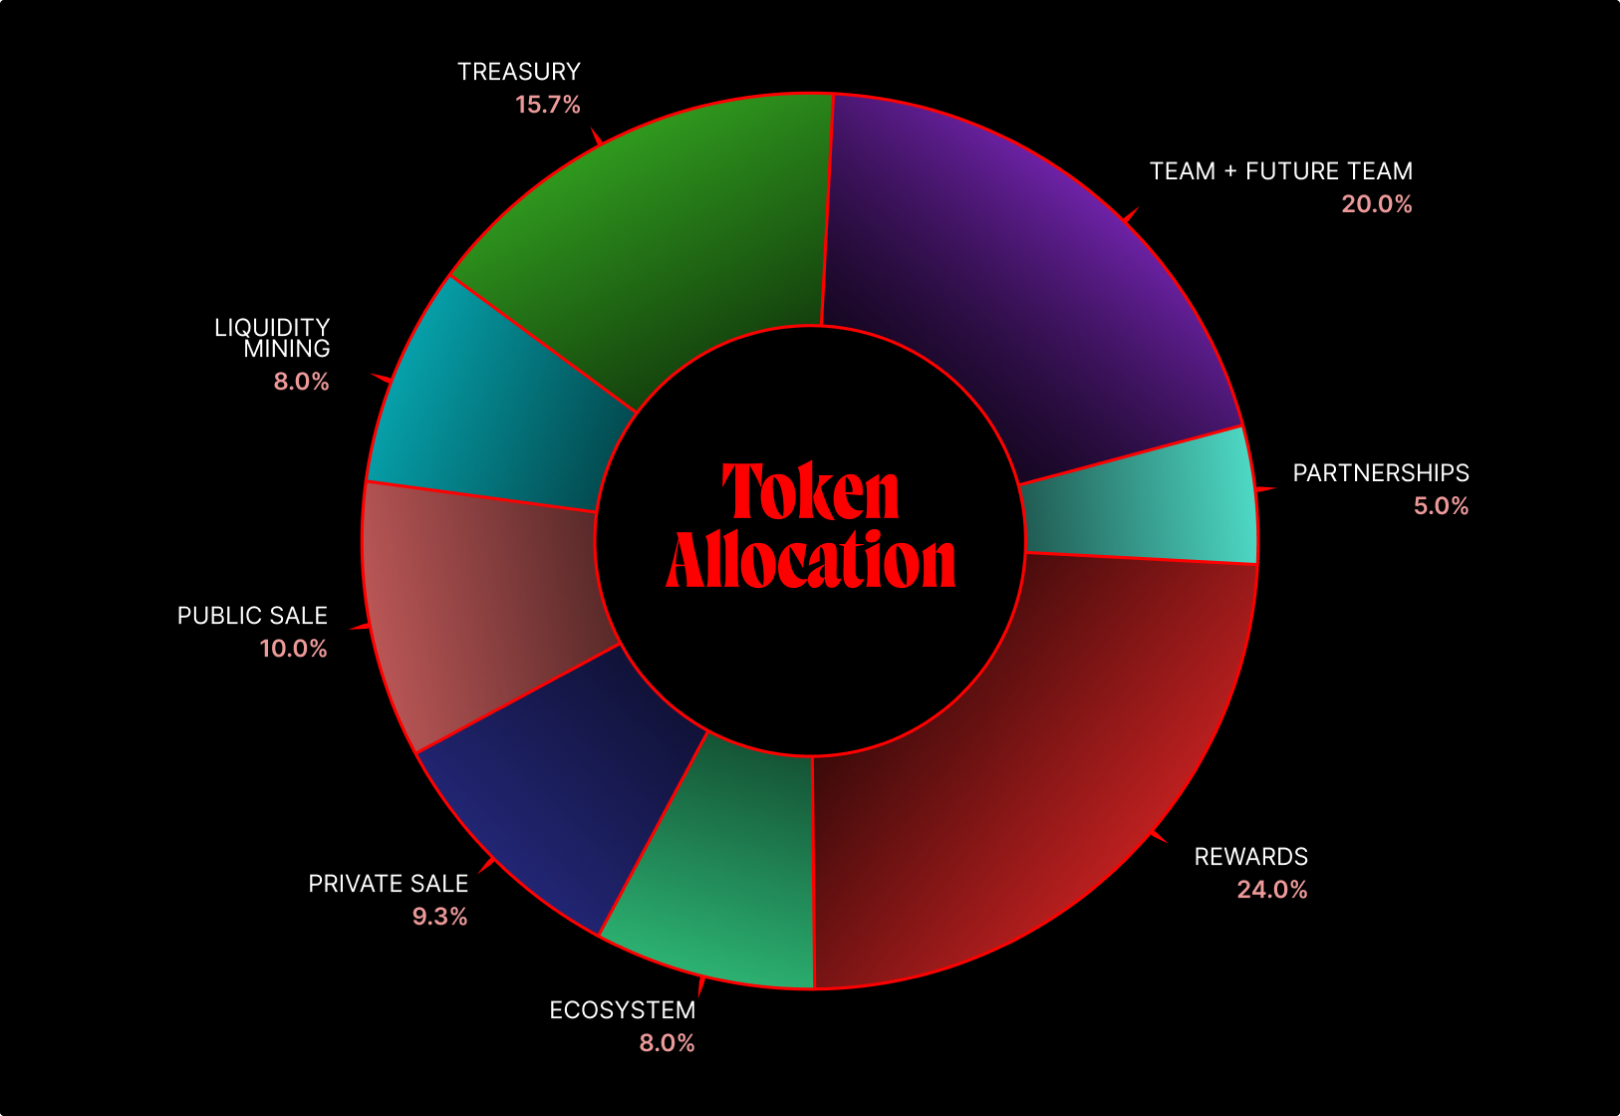 TREASURY
15.7%
TEAM + FUTURE TEAM
20.0%
LIQUIDITY
MINING
8.0%
PARTNERSHIPS
5.0%
Token
Allocation
PUBLIC SALE
10.0%
REWARDS
24.0%
PRIVATE SALE
9.3%
ECOSYSTEM
8.0%